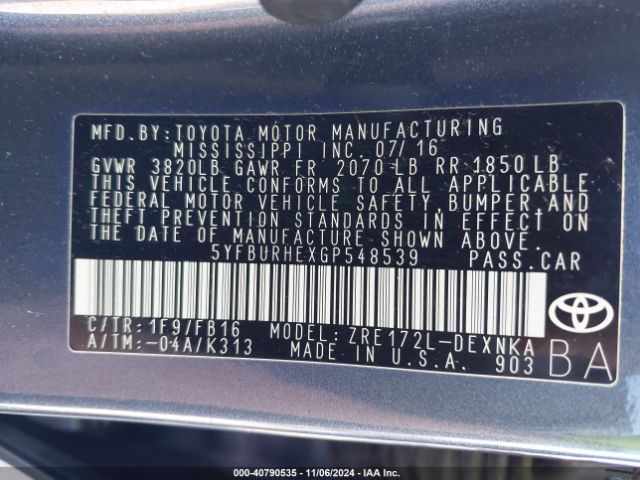 MFD.BY:TOYOTA MOTOR MANUFACTURING
MISSISSIPPI INC. 07/16
GVWR 3820LB GAWR FR 2070 LB RR 1850 LB
THIS VEHICLE CONFORMS TO ALL APPLICABLE
FEDERAL MOTOR VEHICLE SAFETY, BUMPER AND
THEFT PREVENTION STANDARDS IN EFFECT ON
THE DATE OF MANUFACTURE SHOWN ABOVE.
5YFBURHEXGP548539 PASS.CAR
C/TR:1F9/FB16 MODEL:ZRE172L-DEXNKA
A/TM:-04A/K313 MADE IN U.S.A. 903
TOYOTA
BA
000-40790535 - 11/06/2024 - IAA Inc.